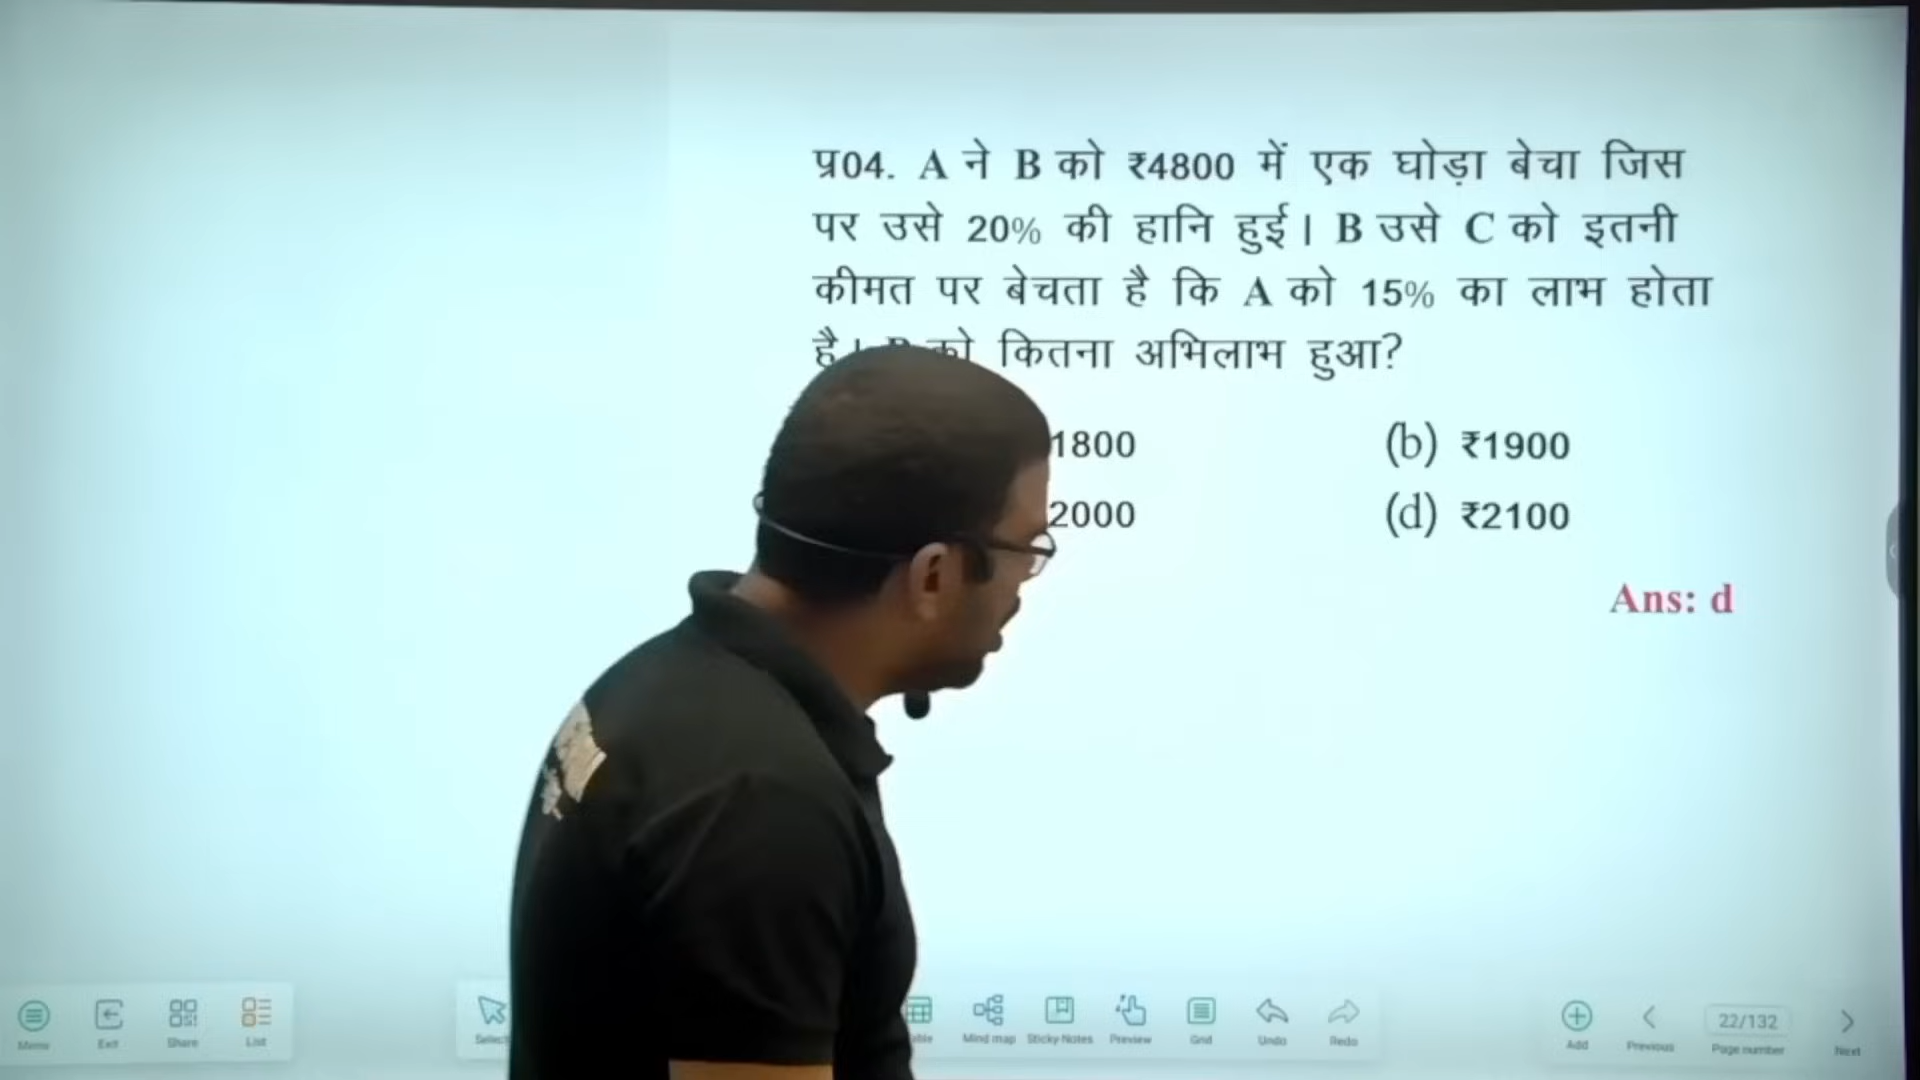 प्र04. A ने B को ₹4800 में एक घोड़ा बेचा जिस
पर उसे 20% की हानि हुई। B उसे C को इतनी
कीमत पर बेचता है कि A को 15% का लाभ होता
है। B को कितना अभिलाभ हुआ?
1800 (b) ₹1900
2000 (d) ₹2100
Ans: d
Menu Exit Share List Select Mind map Sticky Notes Preview Grid Undo Redo Add Previous 22/132 Page number Next